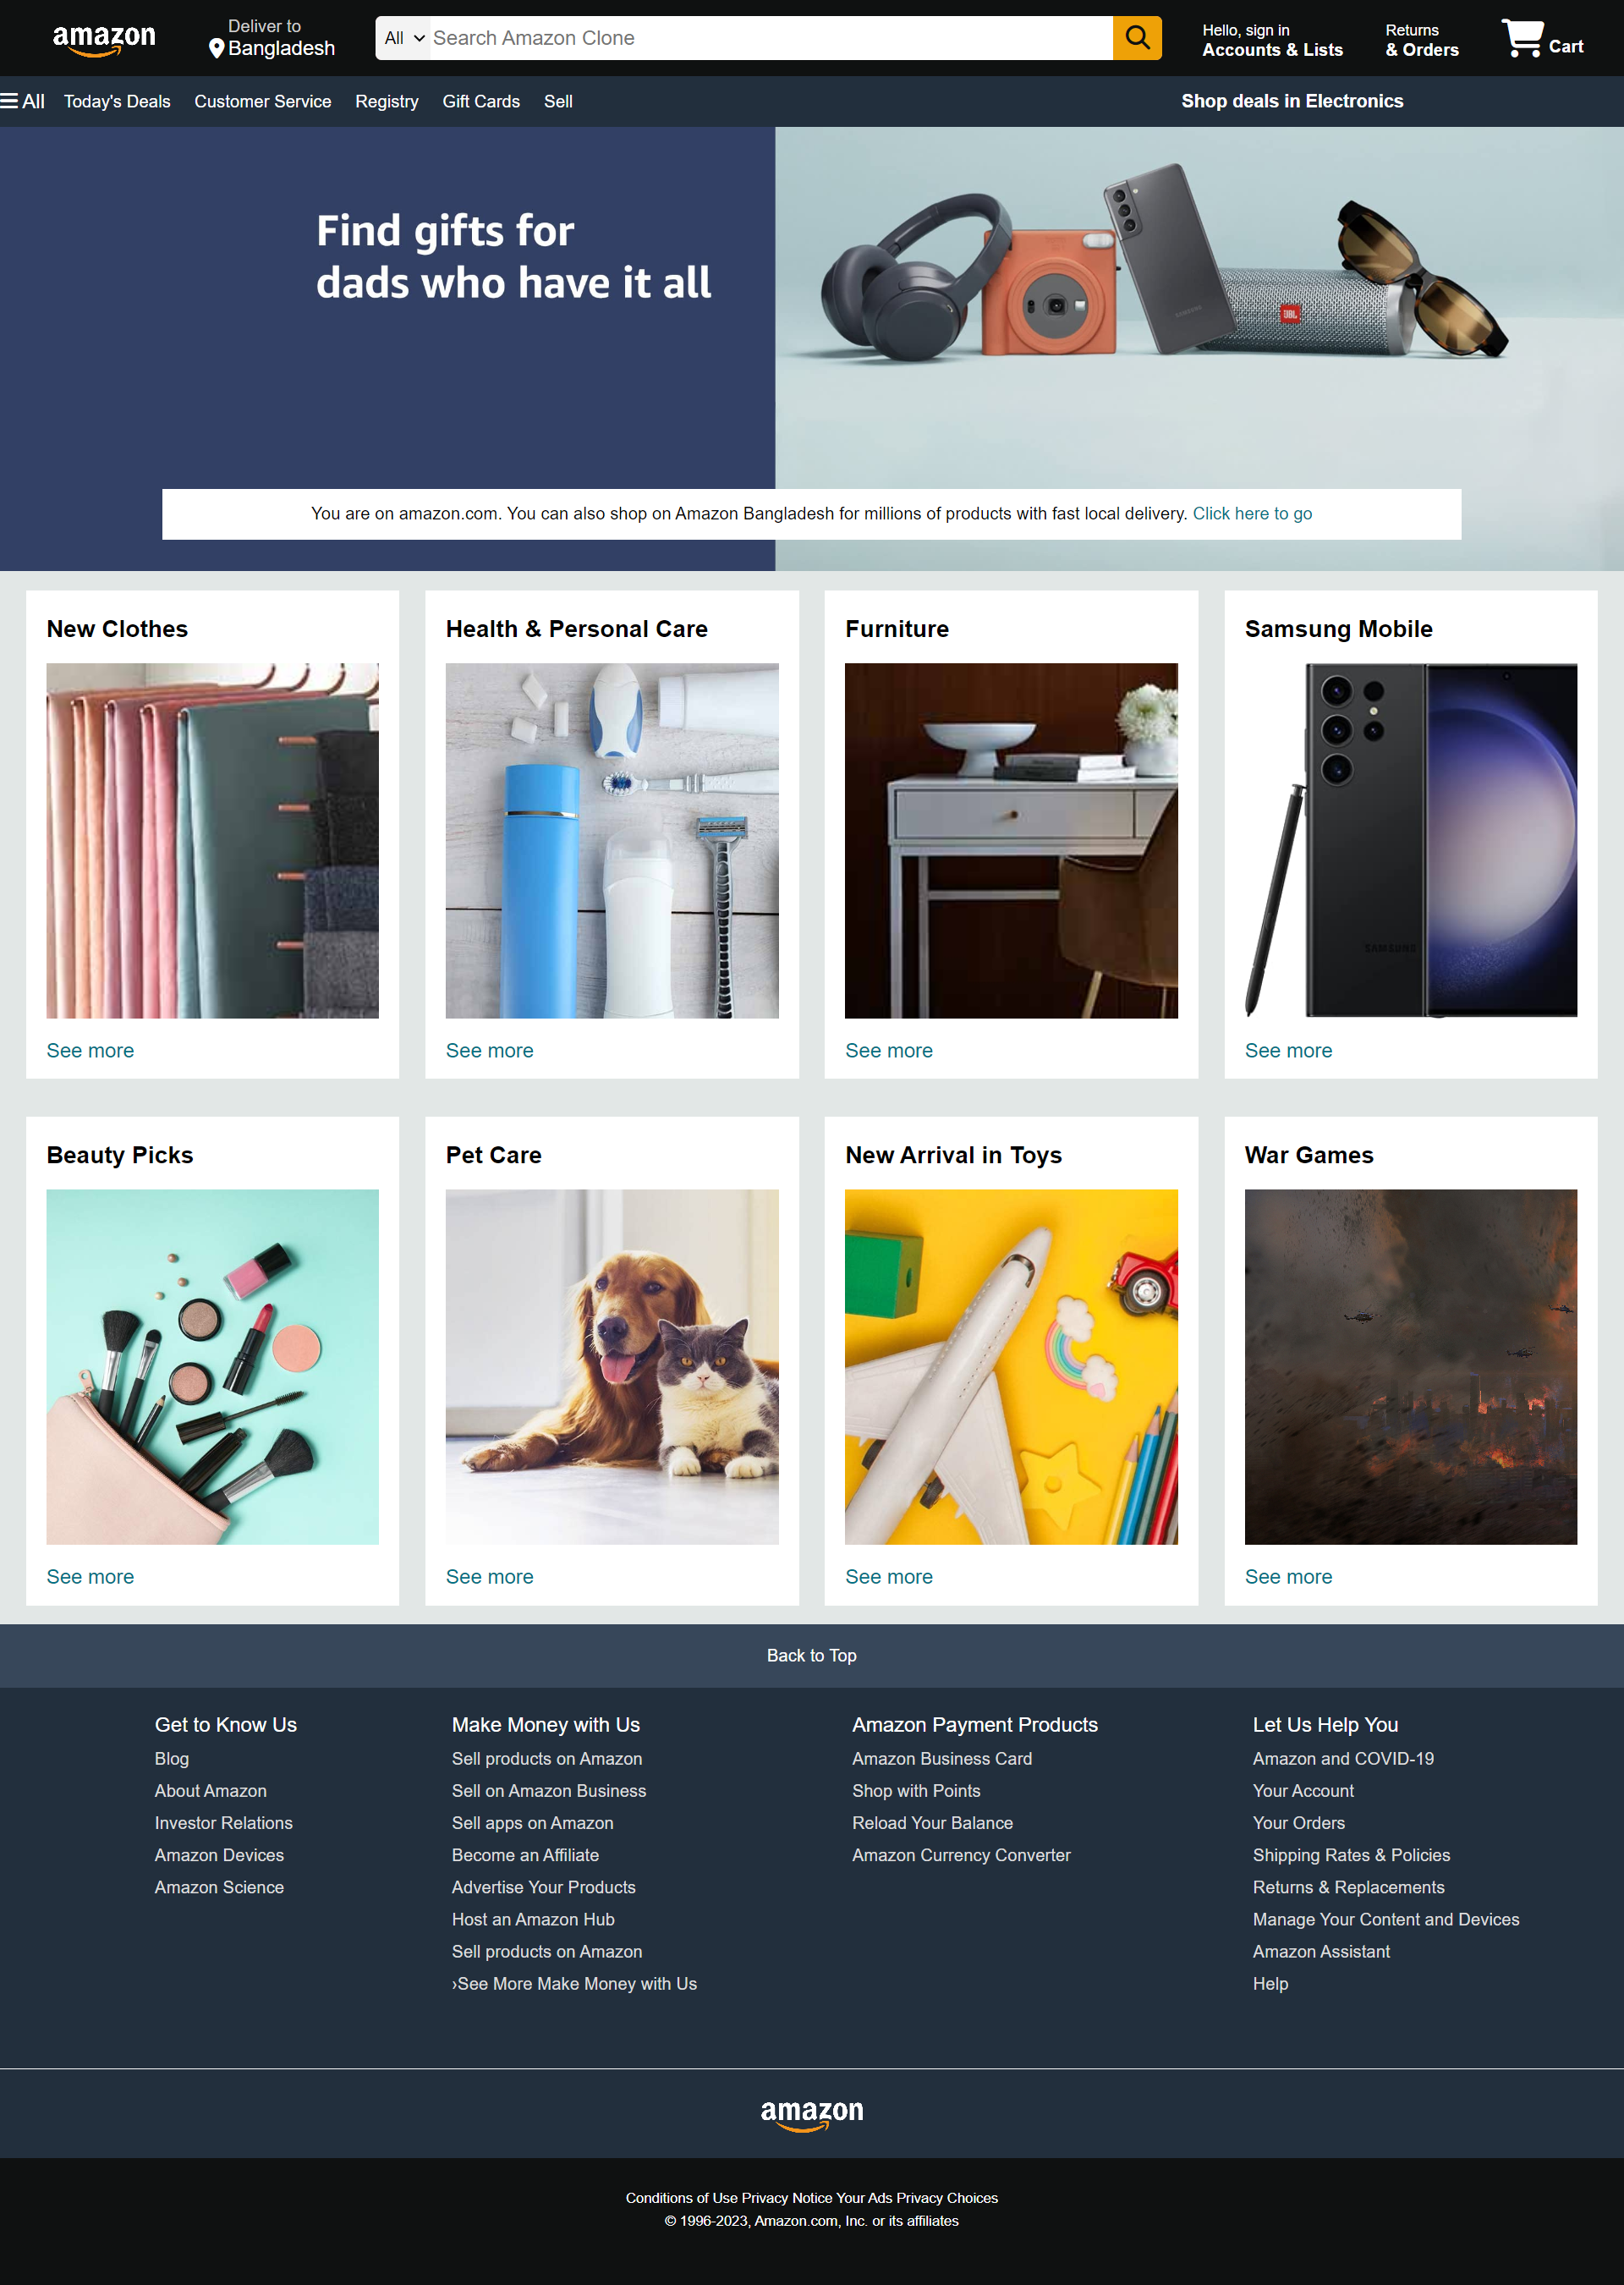 amazon
Deliver to
Bangladesh
All
Search Amazon Clone
Hello, sign in
Accounts & Lists
Returns
& Orders
Cart
All
Today's Deals
Customer Service
Registry
Gift Cards
Sell
Shop deals in Electronics
Find gifts for
dads who have it all
SAMSUNG
JBL
You are on amazon.com. You can also shop on Amazon Bangladesh for millions of products with fast local delivery. Click here to go
New Clothes
See more
Health & Personal Care
See more
Furniture
See more
Samsung Mobile
SAMSUNG
See more
Beauty Picks
See more
Pet Care
See more
New Arrival in Toys
See more
War Games
See more
Back to Top
Get to Know Us
Blog
About Amazon
Investor Relations
Amazon Devices
Amazon Science
Make Money with Us
Sell products on Amazon
Sell on Amazon Business
Sell apps on Amazon
Become an Affiliate
Advertise Your Products
Host an Amazon Hub
Sell products on Amazon
›See More Make Money with Us
Amazon Payment Products
Amazon Business Card
Shop with Points
Reload Your Balance
Amazon Currency Converter
Let Us Help You
Amazon and COVID-19
Your Account
Your Orders
Shipping Rates & Policies
Returns & Replacements
Manage Your Content and Devices
Amazon Assistant
Help
amazon
Conditions of Use Privacy Notice Your Ads Privacy Choices
© 1996-2023, Amazon.com, Inc. or its affiliates